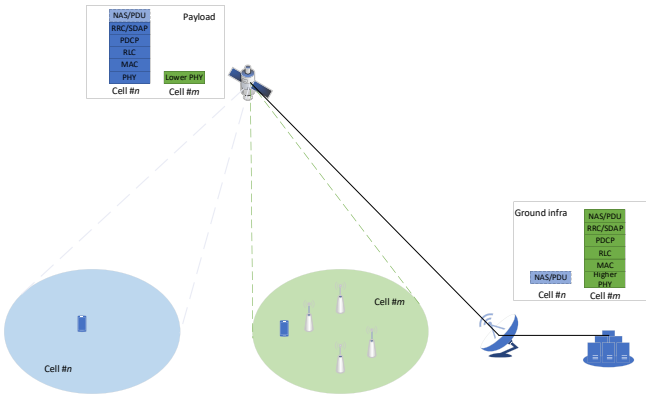 Payload
NAS/PDU
RRC/SDAP
PDCP
RLC
MAC
PHY
Lower PHY
Cell #n
Cell #m
Ground infra
NAS/PDU
RRC/SDAP
PDCP
RLC
MAC
Higher
PHY
NAS/PDU
Cell #n
Cell #m
Cell #m
Cell #n